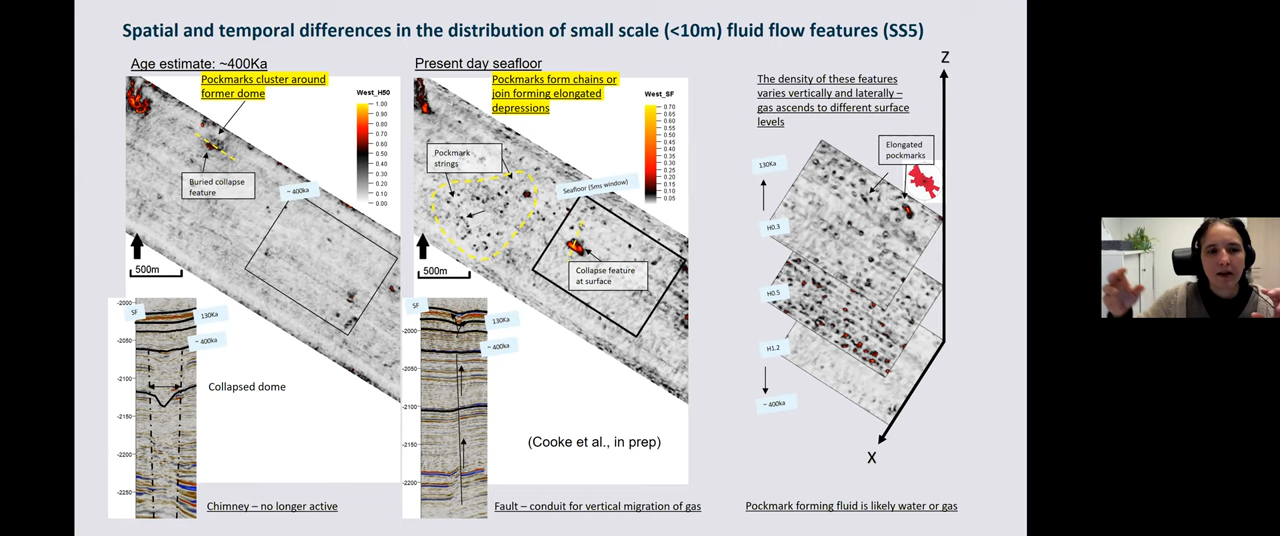 Spatial and temporal differences in the distribution of small scale (<10m) fluid flow features (SS5)
Age estimate: ~400Ka
Pockmarks cluster around
former dome
West_H50
1.00
0.90
0.80
0.70
0.60
0.50
0.40
0.30
0.20
0.10
0.00
Buried collapse
feature
~ 400ka
500m
-2000
SF
130Ka
~ 400ka
-2100
-2150
-2200
-2250
Collapsed dome
Chimney – no longer active
Present day seafloor
Pockmarks form chains or
join forming elongated
depressions
West_SF
0.70
0.65
0.60
0.55
0.50
0.45
0.40
0.35
0.30
0.25
0.20
0.15
0.10
0.05
Pockmark
strings
Seafloor (5ms window)
Collapse feature
at surface
500m
SF
-2000
130Ka
~ 400ka
-2050
-2100
-2150
-2200
(Cooke et al., in prep)
Fault – conduit for vertical migration of gas
The density of these features
varies vertically and laterally –
gas ascends to different surface
levels
Z
Elongated
pockmarks
130Ka
H0.3
H0.5
H1.2
~ 400ka
X
Pockmark forming fluid is likely water or gas